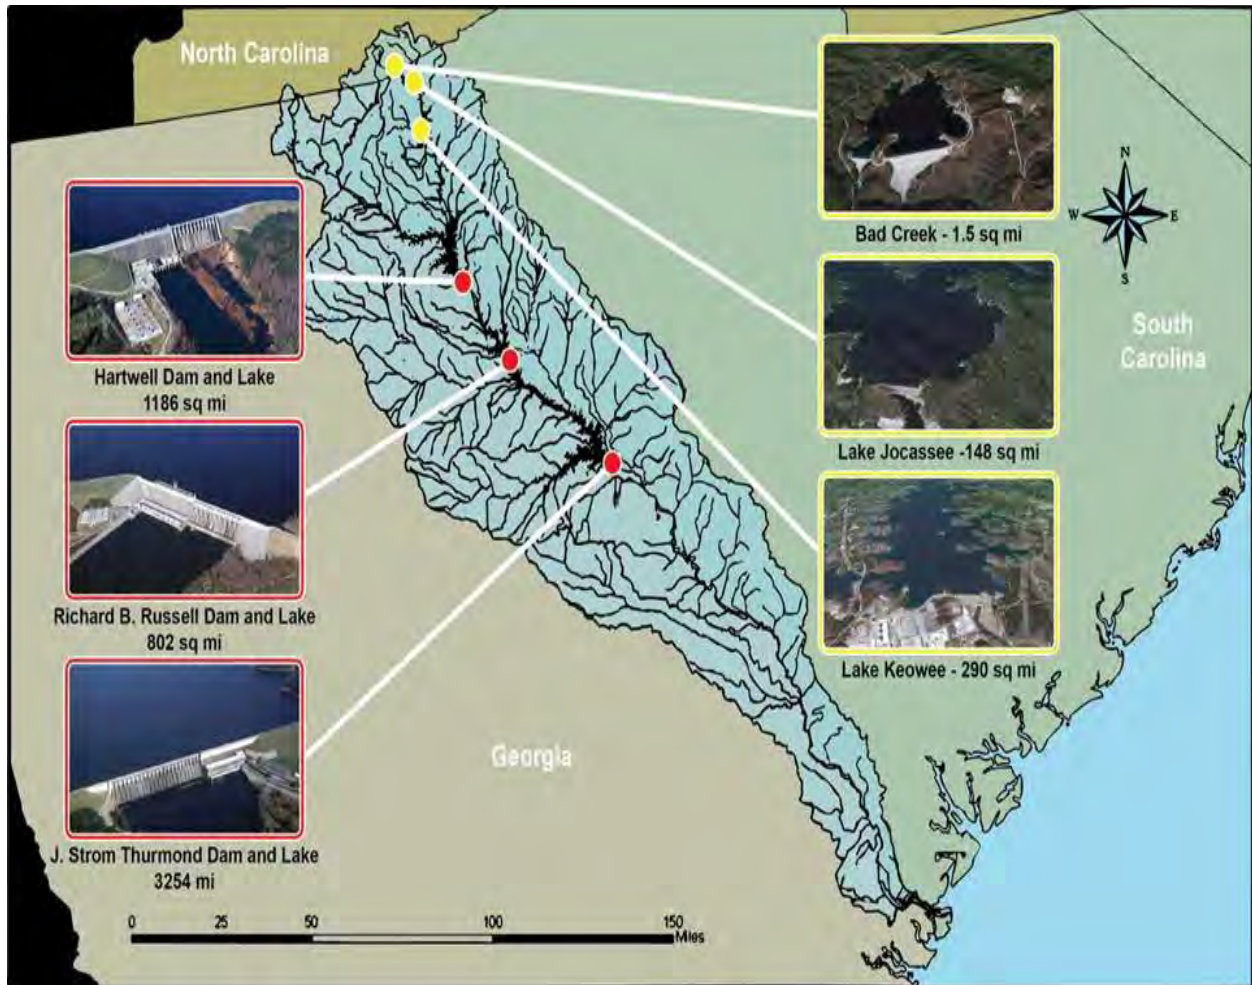 North Carolina
Bad Creek - 1.5 sq mi
N
W
E
S
Lake Jocassee -148 sq mi
South
Carolina
Lake Keowee - 290 sq mi
Hartwell Dam and Lake
1186 sq mi
Richard B. Russell Dam and Lake
802 sq mi
J. Strom Thurmond Dam and Lake
3254 mi
Georgia
0 25 50 100 150
Miles